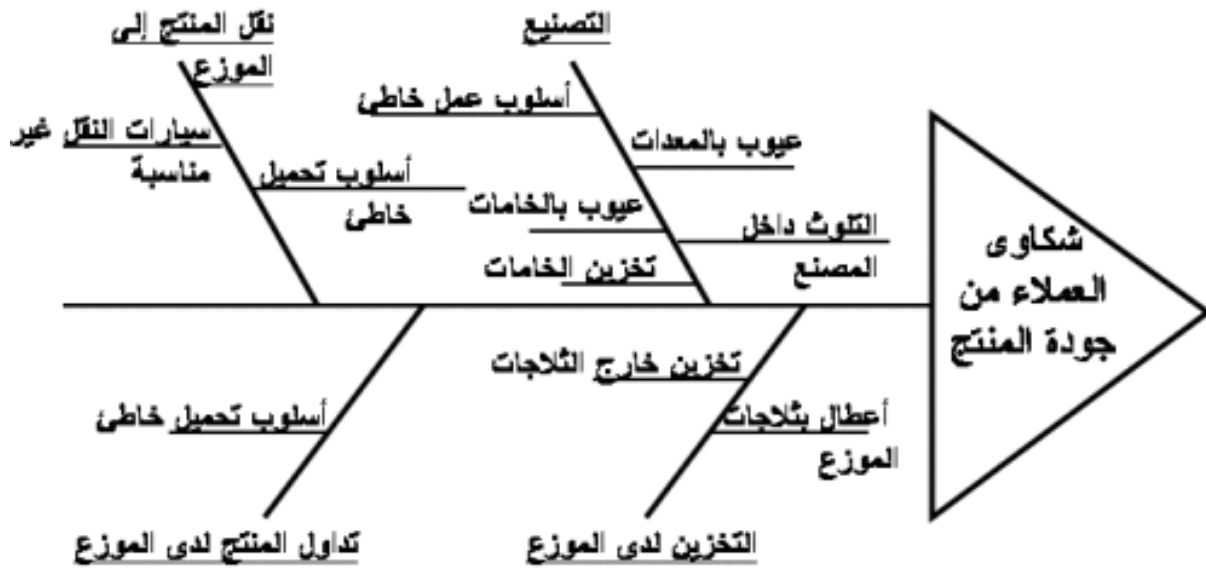 التصنيع
أسلوب عمل خاطئ
عيوب بالمعدات
عيوب بالخامات
التلوث داخل
المصنع
تخزين الخامات
نقل المنتج إلى
الموزع
سيارات النقل غير
مناسبة
أسلوب تحميل
خاطئ
شكاوى
العملاء من
جودة المنتج
تخزين خارج الثلاجات
أعطال بثلاجات
الموزع
التخزين لدى الموزع
أسلوب تحميل خاطئ
تداول المنتج لدى الموزع